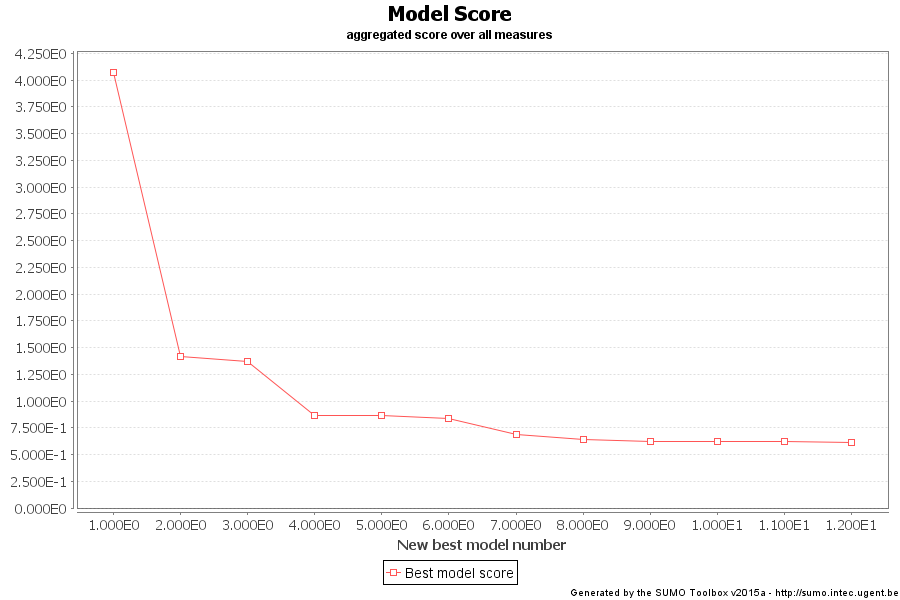 Model Score
aggregated score over all measures
4.250E0
4.000E0
3.750E0
3.500E0
3.250E0
3.000E0
2.750E0
2.500E0
2.250E0
2.000E0
1.750E0
1.500E0
1.250E0
1.000E0
7.500E-1
5.000E-1
2.500E-1
0.000E0
1.000E0 2.000E0 3.000E0 4.000E0 5.000E0 6.000E0 7.000E0 8.000E0 9.000E0 1.000E1 1.100E1 1.200E1
New best model number
Best model score
Generated by the SUMO Toolbox v2015a - http://sumo.intec.ugent.be